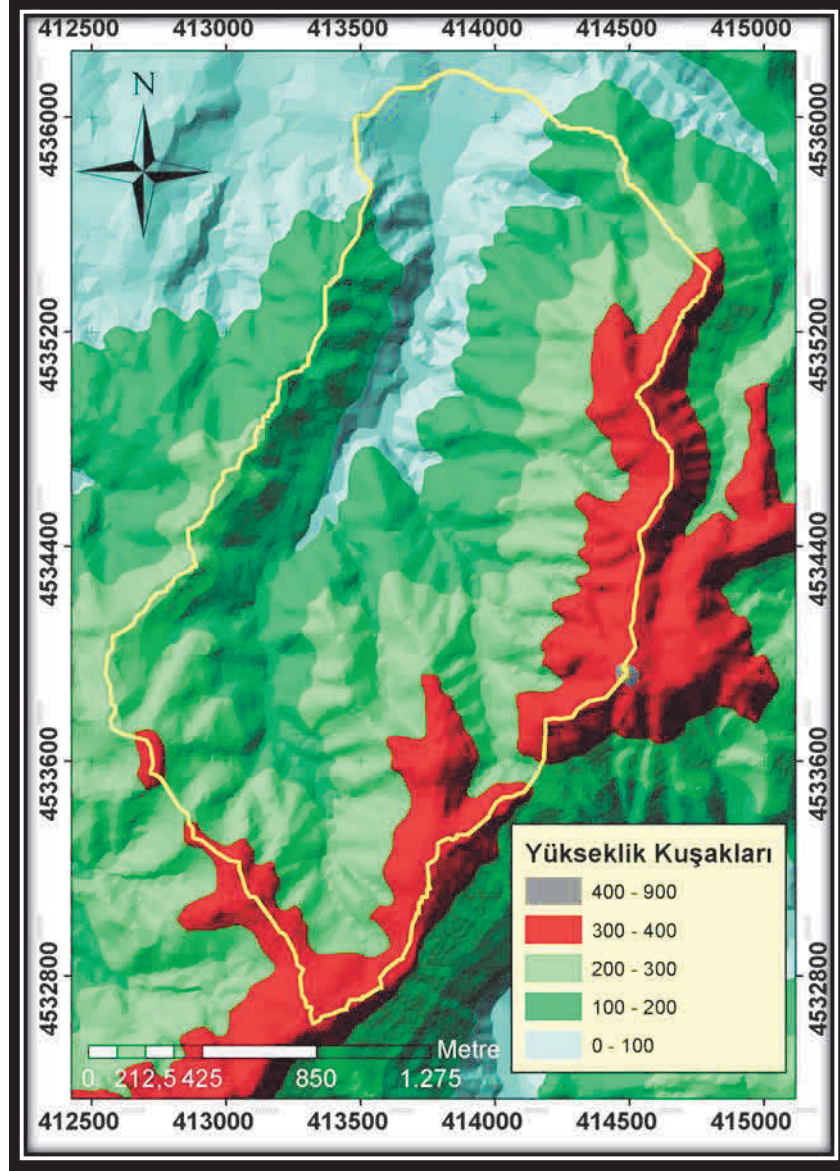 412500 413000 413500 414000 414500 415000
N
4536000 4536000
4535200 4535200
4534400 4534400
4533600 4533600
4532800 4532800
Yükseklik Kuşakları
400 - 900
300 - 400
200 - 300
100 - 200
0 - 100
Metre
0 212,5 425 850 1.275
412500 413000 413500 414000 414500 415000